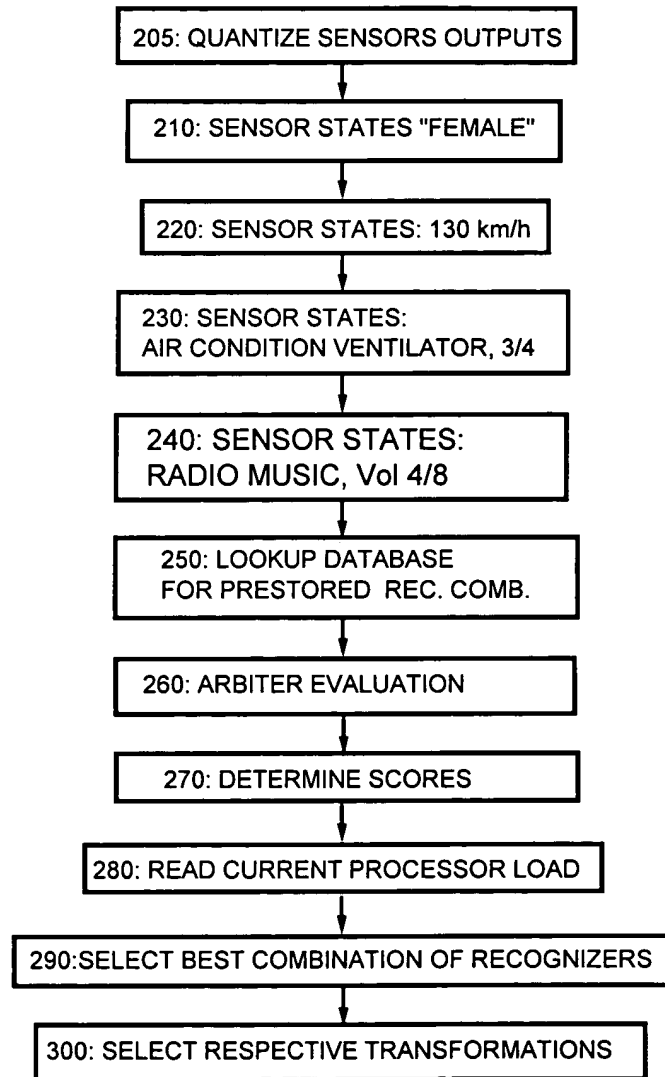 205: QUANTIZE SENSORS OUTPUTS
210: SENSOR STATES "FEMALE"
220: SENSOR STATES: 130 km/h
230: SENSOR STATES:
AIR CONDITION VENTILATOR, 3/4
240: SENSOR STATES:
RADIO MUSIC, Vol 4/8
250: LOOKUP DATABASE
FOR PRESTORED REC. COMB.
260: ARBITER EVALUATION
270: DETERMINE SCORES
280: READ CURRENT PROCESSOR LOAD
290:SELECT BEST COMBINATION OF RECOGNIZERS
300: SELECT RESPECTIVE TRANSFORMATIONS